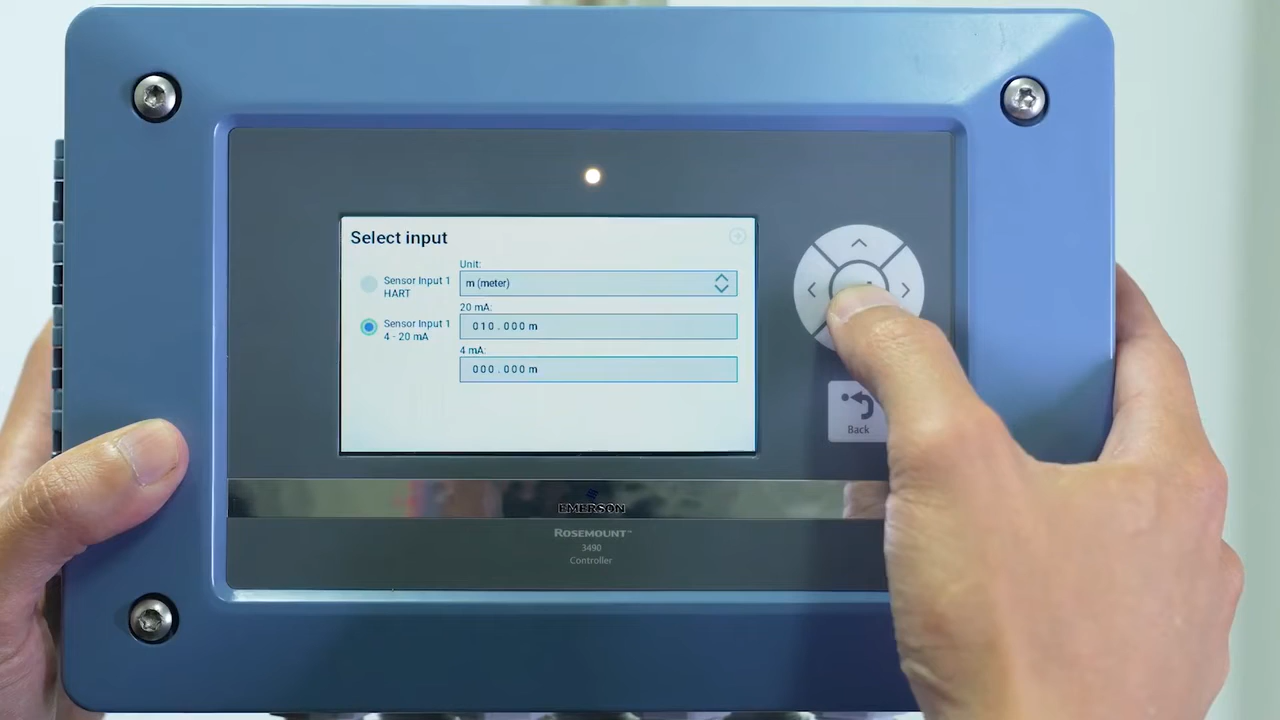 Select input
Sensor Input 1
HART
Sensor Input 1
4 - 20 mA
Unit:
m (meter)
20 mA:
010.000 m
4 mA:
000.000 m
Back
EMERSON
ROSEMOUNT™
3490
Controller